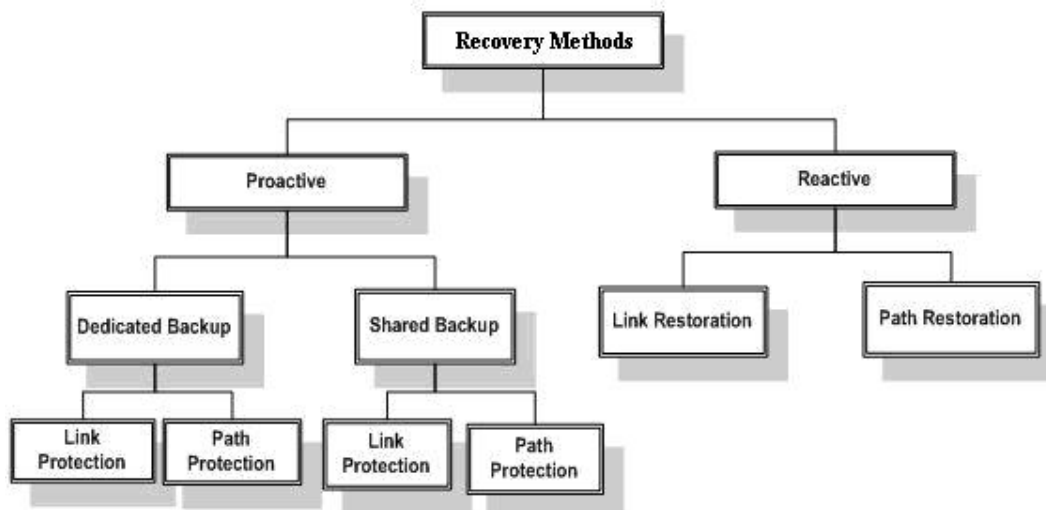 Recovery Methods
Proactive
Reactive
Dedicated Backup
Shared Backup
Link Restoration
Path Restoration
Link
Protection
Path
Protection
Link
Protection
Path
Protection